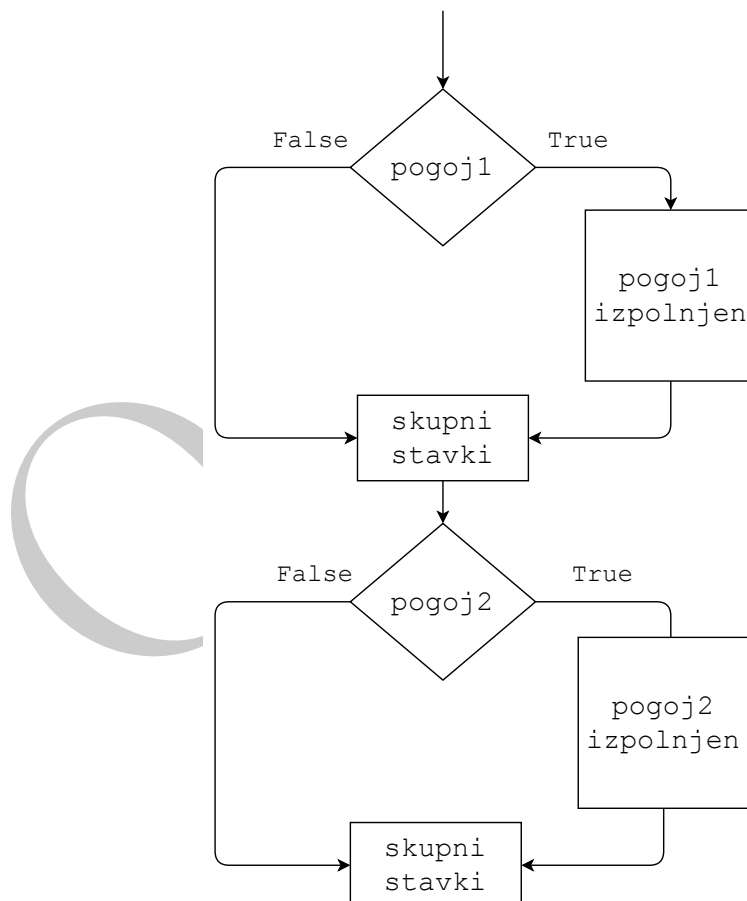 False
True
pogoj1
pogoj1
izpolnjen
skupni
stavki
False
True
pogoj2
pogoj2
izpolnjen
skupni
stavki